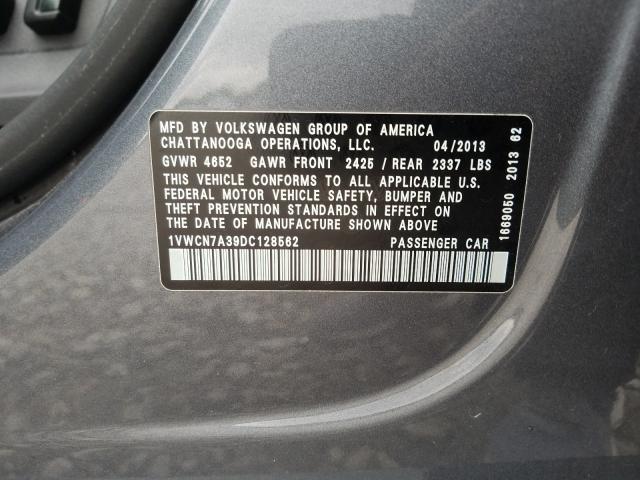 MFD BY VOLKSWAGEN GROUP OF AMERICA
CHATTANOOGA OPERATIONS, LLC. 04/2013
GVWR 4652 GAWR FRONT 2425 / REAR 2337 LBS
THIS VEHICLE CONFORMS TO ALL APPLICABLE U.S.
FEDERAL MOTOR VEHICLE SAFETY, BUMPER AND
THEFT PREVENTION STANDARDS IN EFFECT ON
THE DATE OF MANUFACTURE SHOWN ABOVE
1VWCN7A39DC128562 PASSENGER CAR
1669050 2013 62